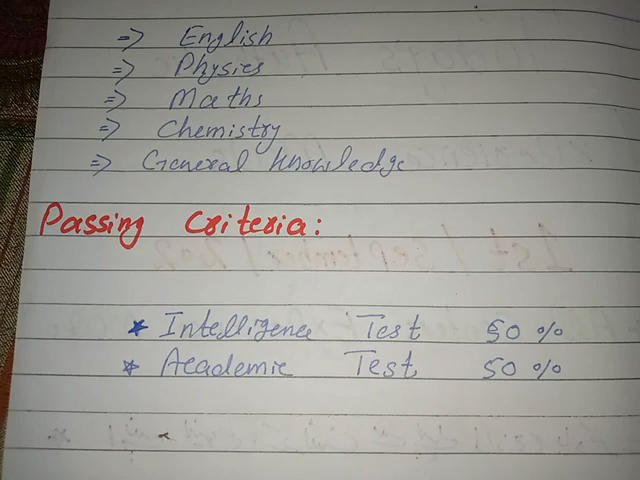 => English
=> Physics
=> Maths
=> Chemistry
=> General knowledge
Passing Criteria:
* Intelligence Test 50 %
* Academic Test 50 %